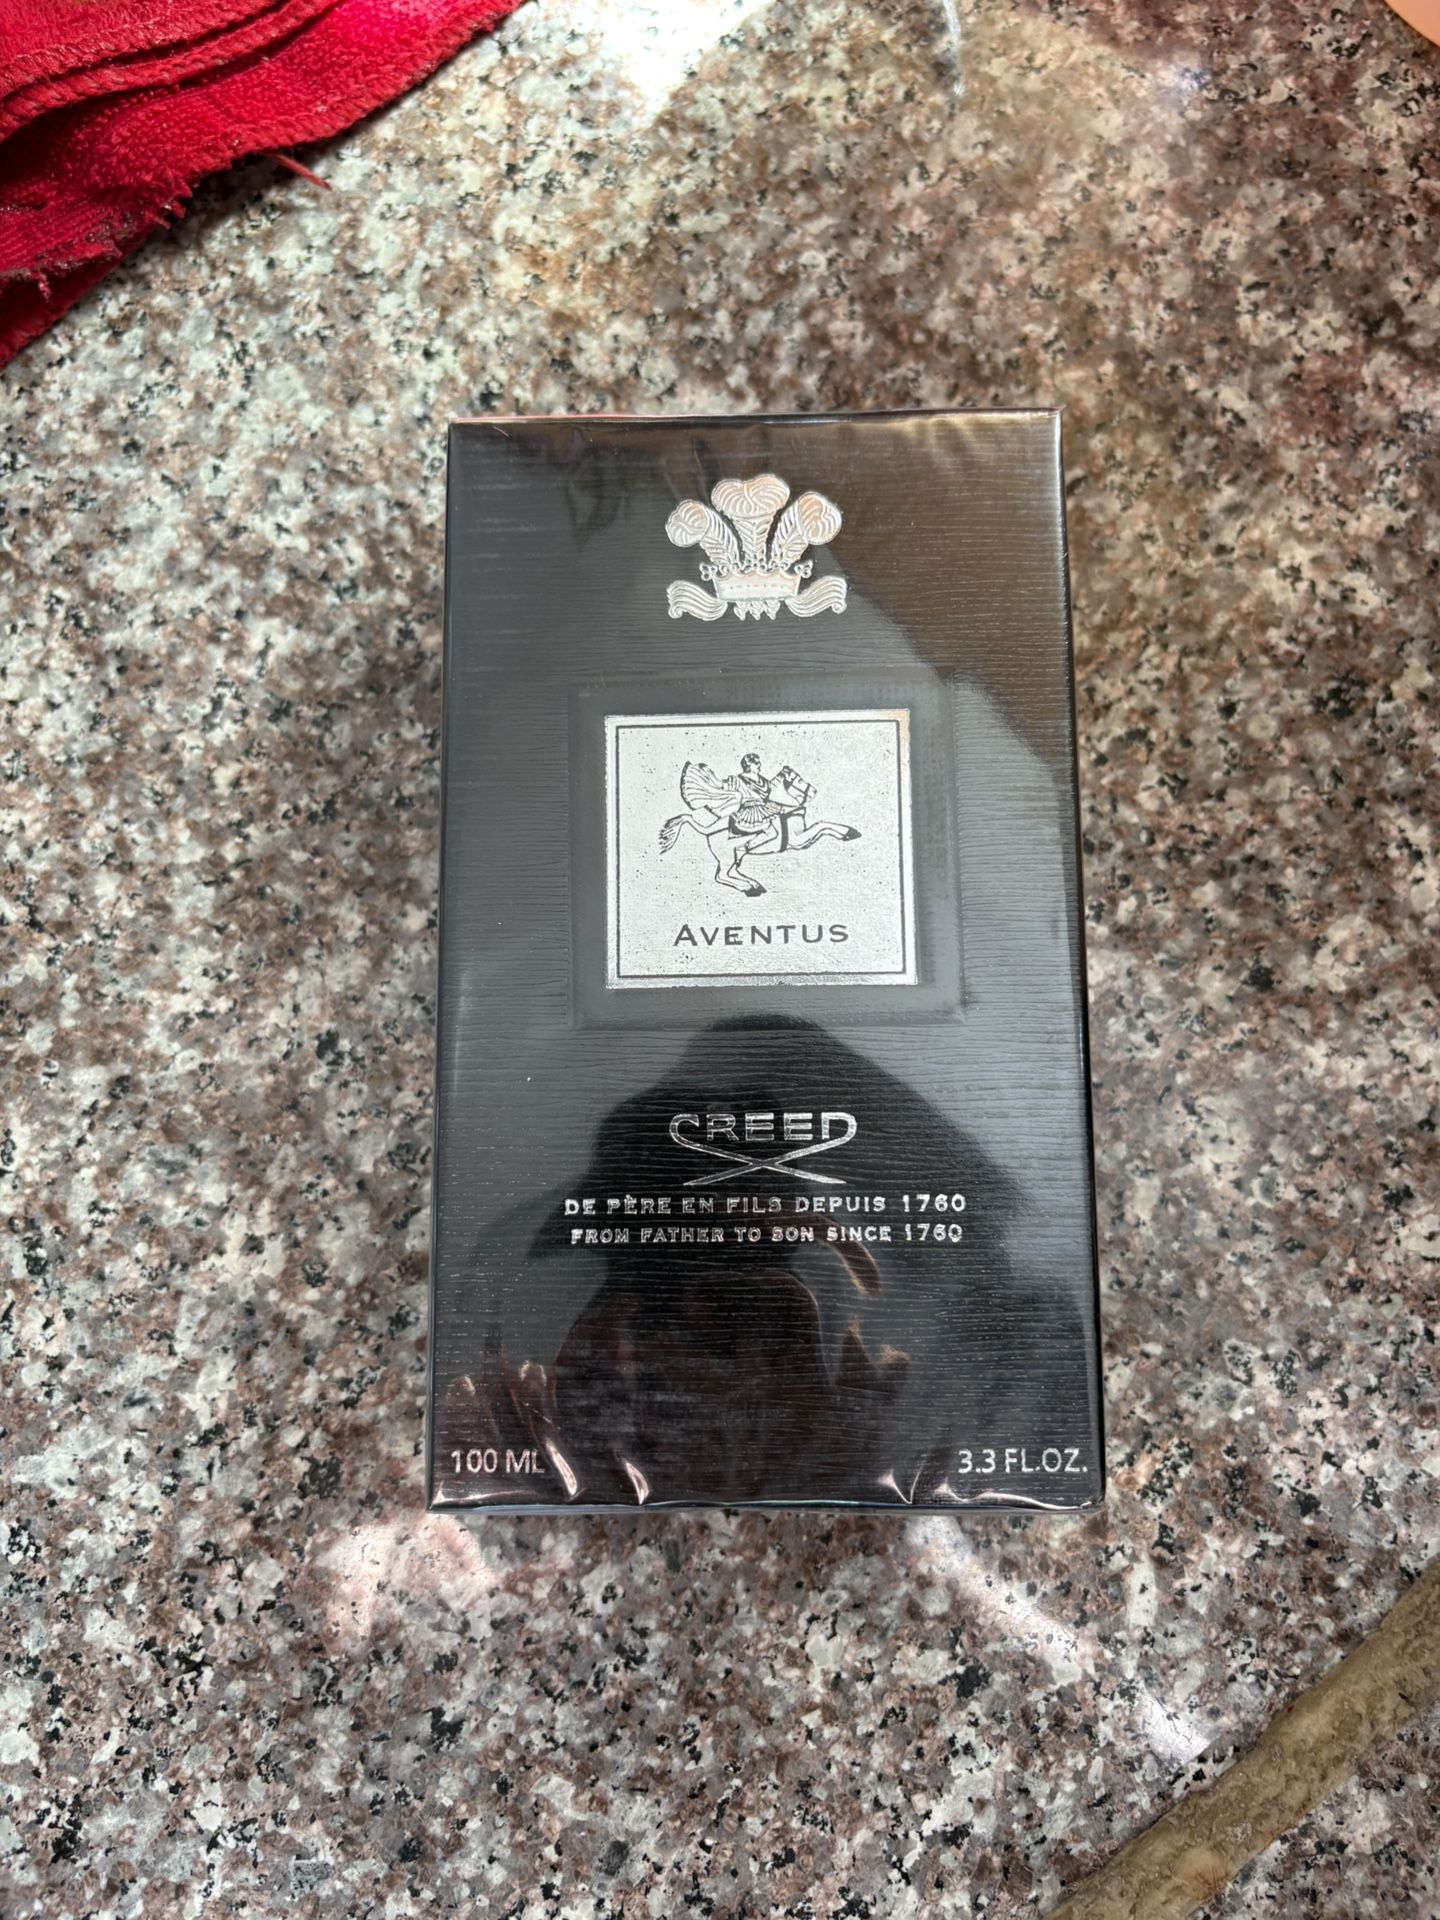 AVENTUS
CREED
DE PÈRE EN FILS DEPUIS 1760
FROM FATHER TO SON SINCE 1760
100 ML 3.3 FL.OZ.